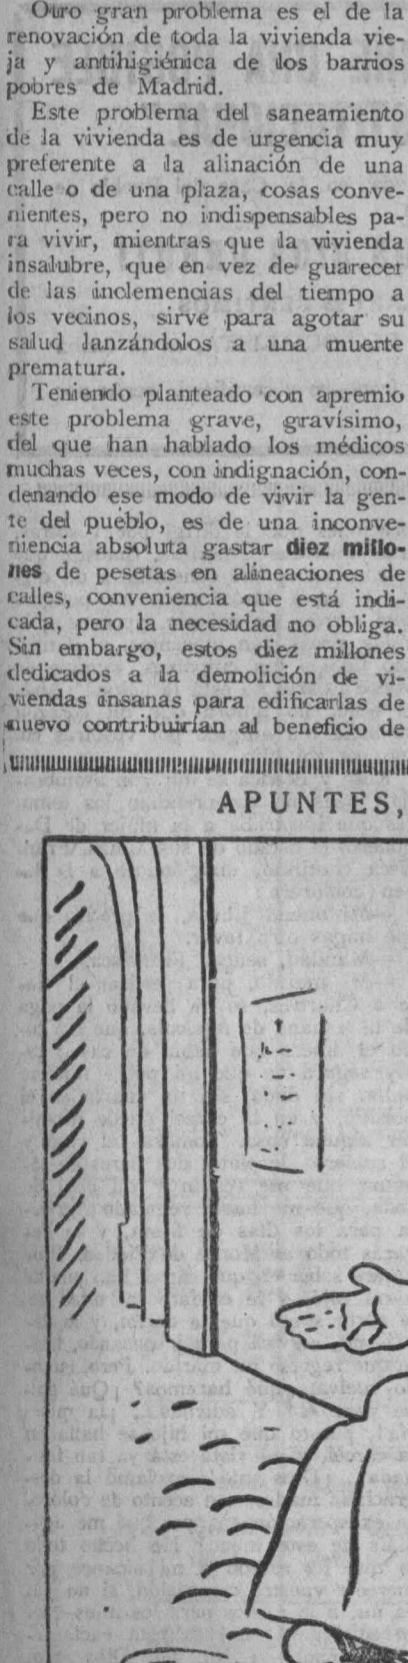 Otro gran problema es el de la
renovación de toda la vivienda vie-
ja y antihigiénica de los barrios
pobres de Madrid.
Este problema del saneamiento
de la vivienda es de urgencia muy
preferente a la alinación de una
calle o de una plaza, cosas conve-
nientes, pero no indispensables pa-
ra vivir, mientras que la vivienda
insalubre, que en vez de guarecer
de las inclemencias del tiempo a
los vecinos, sirve para agotar su
salud lanzándolos a una muerte
prematura.
Teniendo planteado con apremio
este problema grave, gravísimo,
del que han hablado los médicos
muchas veces, con indignación, con-
denando ese modo de vivir la gen-
te del pueblo, es de una inconve-
niencia absoluta gastar diez millo-
nes de pesetas en alineaciones de
calles, conveniencia que está indi-
cada, pero la necesidad no obliga.
Sin embargo, estos diez millones
dedicados a la demolición de vi-
viendas insanas para edificarlas de
nuevo contribuirían al beneficio de
APUNTES,